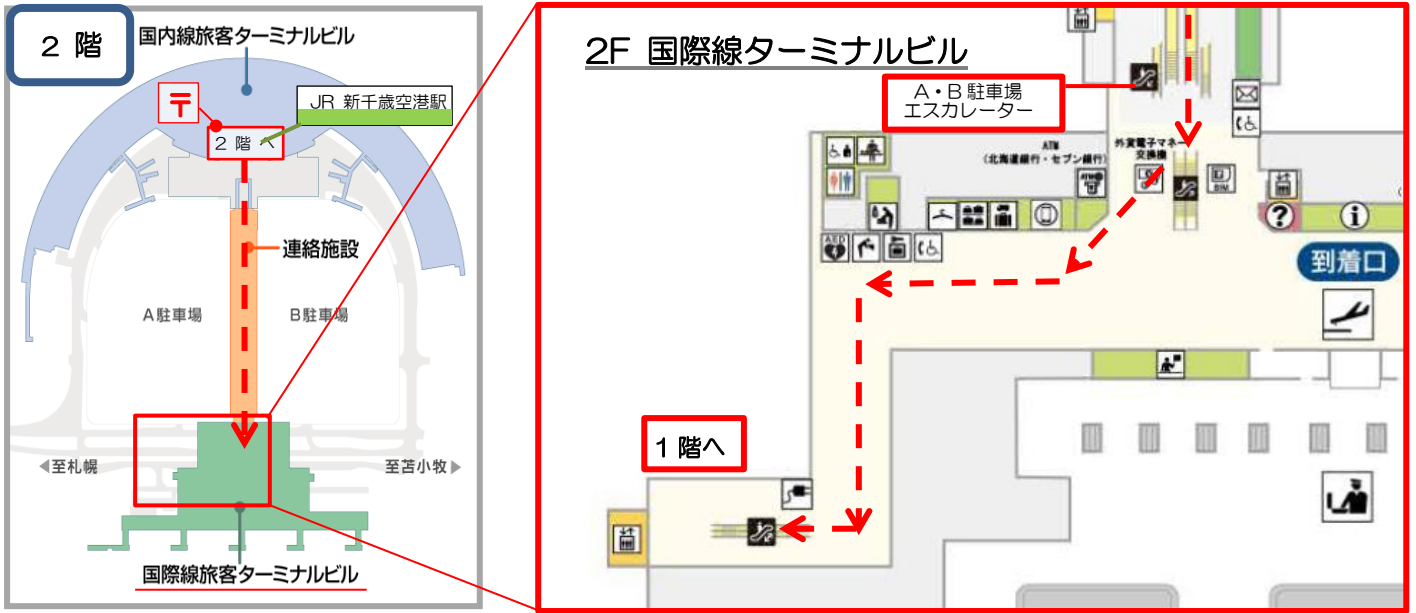 2 階
国内線旅客ターミナルビル
〒
JR 新千歳空港駅
2 階 へ
連絡施設
A駐車場
B駐車場
◀至札幌
至苫小牧▶
国際線旅客ターミナルビル
2F 国際線ターミナルビル
A・B 駐車場
エスカレーター
ATM
(北海道銀行・セブン銀行)
外貨電子マネー
交換機
ATM
SIM
AED
?
i
到着口
1 階へ